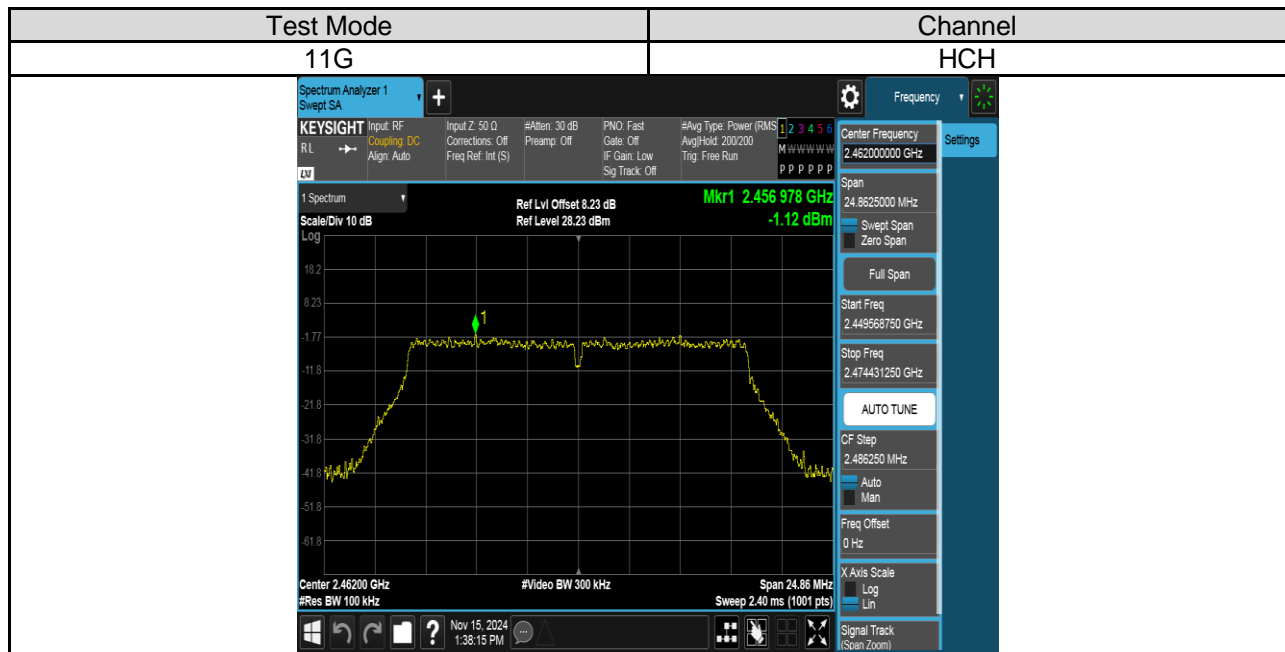 Test Mode
Channel
11G
HCH
Spectrum Analyzer 1
Swept SA
+
Frequency
KEYSIGHT
RL
LXI
Input: RF
Coupling: DC
Align: Auto
Input Z: 50 Ω
Corrections: Off
Freq Ref: Int (S)
#Atten: 30 dB
Preamp: Off
PNO: Fast
Gate: Off
IF Gain: Low
Sig Track: Off
#Avg Type: Power (RMS
Avg|Hold: 200/200
Trig: Free Run
1 2 3 4 5 6
M W W W W W
P P P P P P
Center Frequency
2.462000000 GHz
Settings
1 Spectrum
Scale/Div 10 dB
Log
Ref Lvl Offset 8.23 dB
Ref Level 28.23 dBm
Mkr1 2.456 978 GHz
-1.12 dBm
18.2
8.23
-1.77
-11.8
-21.8
-31.8
-41.8
-51.8
-61.8
1
Span
24.8625000 MHz
Swept Span
Zero Span
Full Span
Start Freq
2.449568750 GHz
Stop Freq
2.474431250 GHz
AUTO TUNE
CF Step
2.486250 MHz
Auto
Man
Freq Offset
0 Hz
X Axis Scale
Log
Lin
Signal Track
(Span Zoom)
Center 2.46200 GHz
#Res BW 100 kHz
#Video BW 300 kHz
Span 24.86 MHz
Sweep 2.40 ms (1001 pts)
?
Nov 15, 2024
1:38:15 PM